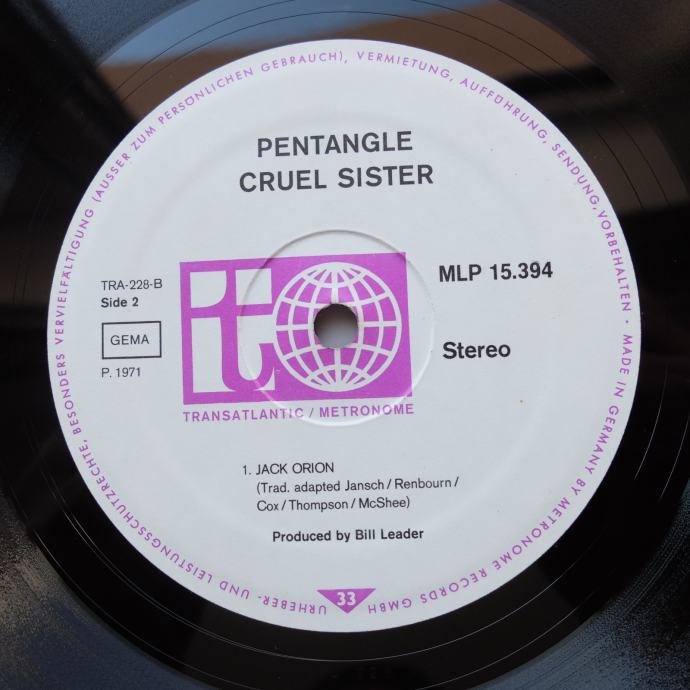 PENTANGLE
CRUEL SISTER
TRA-228-B
Side 2
GEMA
P. 1971
MLP 15.394
Stereo
t
TRANSATLANTIC / METRONOME
1. JACK ORION
(Trad. adapted Jansch / Renbourn /
Cox / Thompson / McShee)
Produced by Bill Leader
33
URHEBER- UND LEISTUNGSSCHUTZRECHTE, BESONDERS VERVIELFÄLTIGUNG (AUSSER ZUM PERSÖNLICHEN GEBRAUCH), VERMIETUNG, AUFFÜHRUNG, SENDUNG, VORBEHALTEN · MADE IN GERMANY BY METRONOME RECORDS GMBH